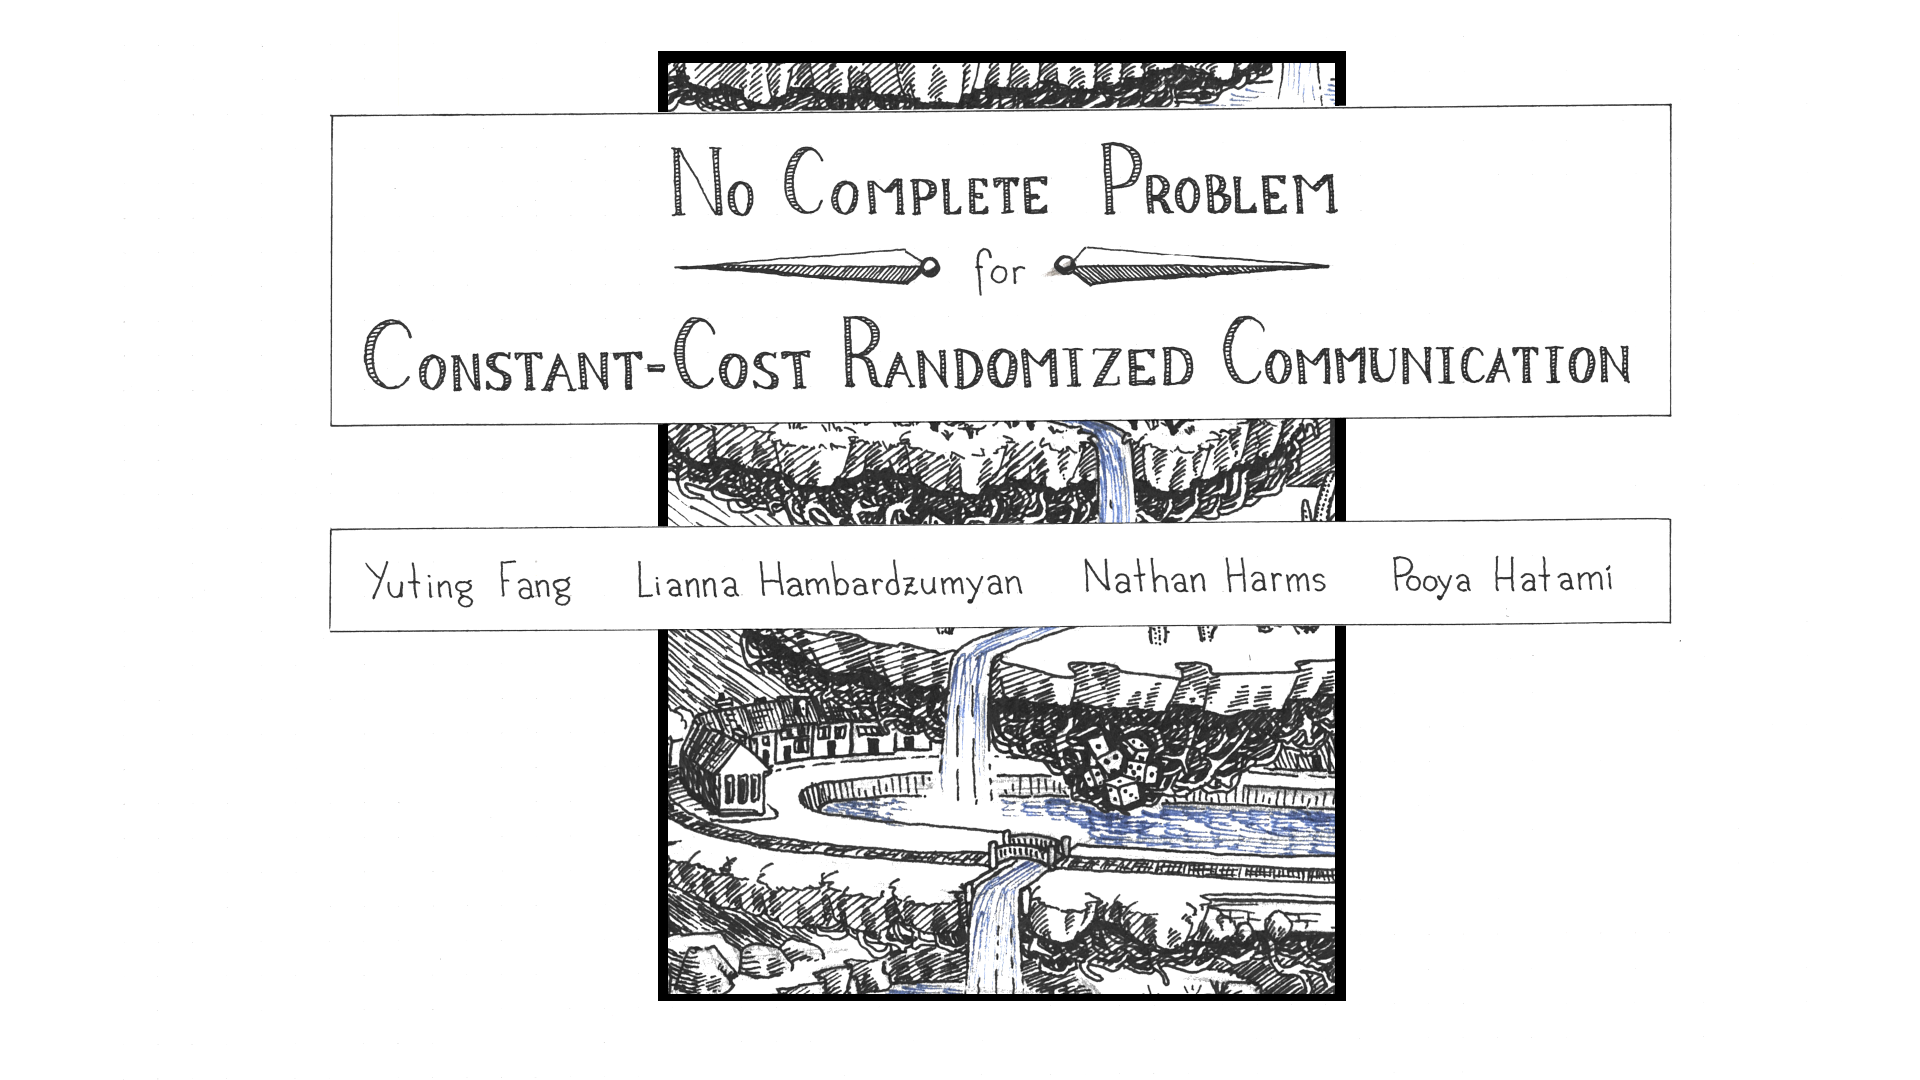 No Complete Problem
for
Constant-Cost Randomized Communication
Yuting Fang Lianna Hambardzumyan Nathan Harms Pooya Hatami